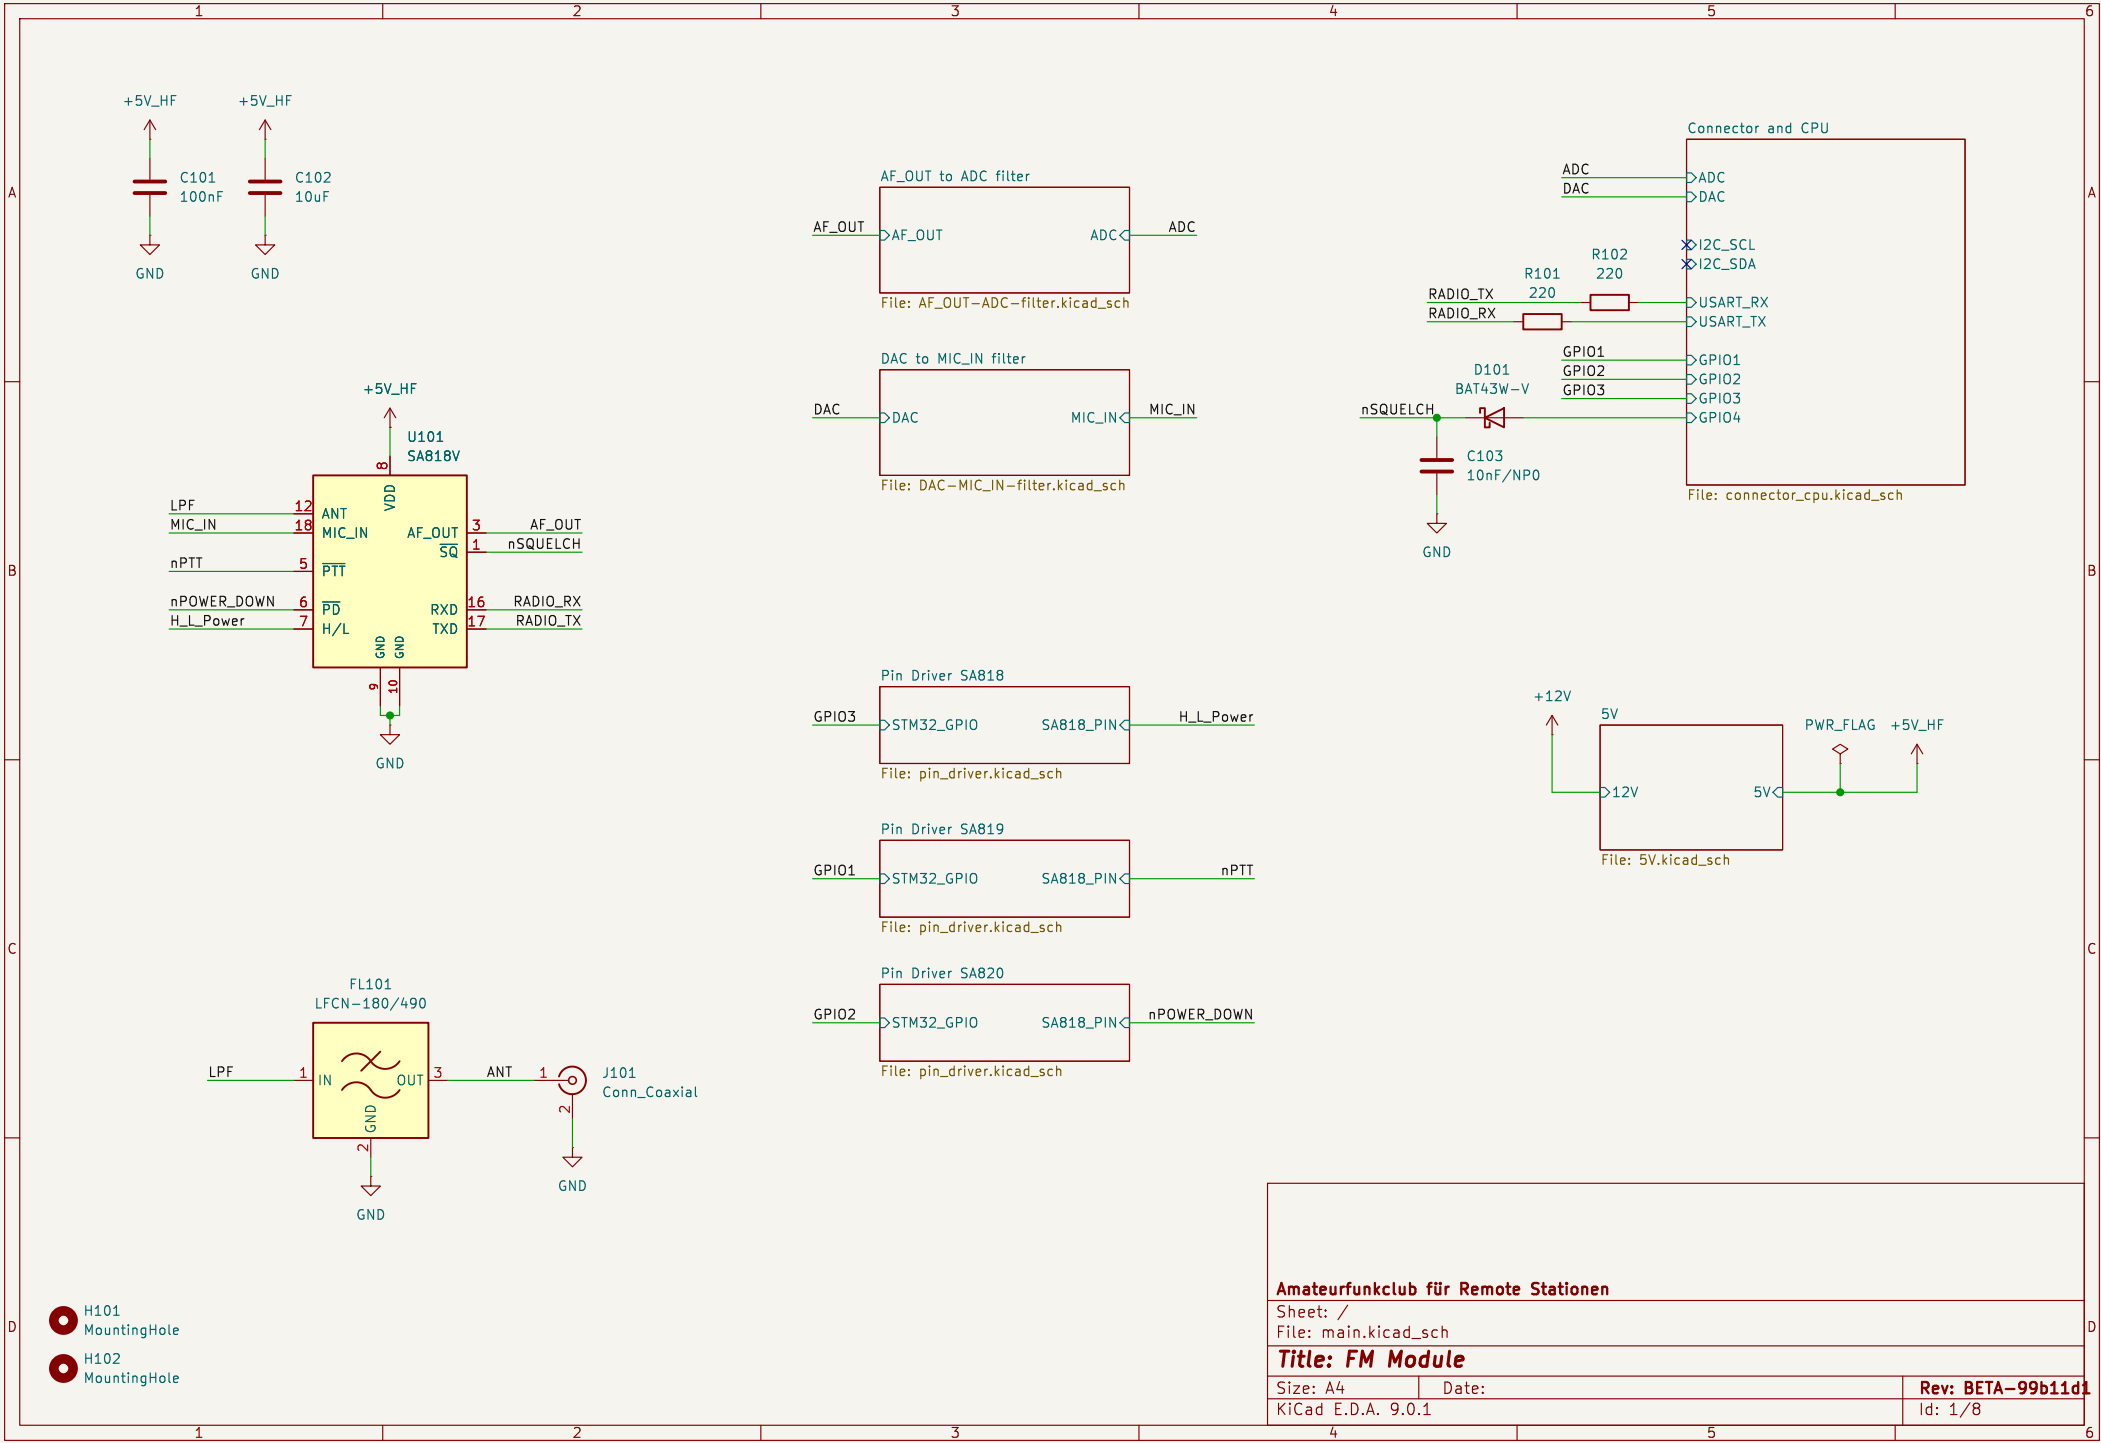 1 2 3 4 5 6
A
B
C
D
A
B
C
D
1 2 3 4 5 6
+5V_HF
C101
100nF
GND
+5V_HF
C102
10uF
GND
+5V_HF
U101
SA818V
8
VDD
LPF
12
ANT
MIC_IN
18
MIC_IN
nPTT
5
PTT
nPOWER_DOWN
6
PD
H_L_Power
7
H/L
AF_OUT
3
AF_OUT
SQ
1
nSQUELCH
RXD
16
RADIO_RX
TXD
17
RADIO_TX
GND
GND
9
10
GND
FL101
LFCN-180/490
LPF
1
IN
OUT
3
GND
2
GND
ANT
1
J101
Conn_Coaxial
2
GND
H101
MountingHole
H102
MountingHole
AF_OUT to ADC filter
AF_OUT
AF_OUT
ADC
ADC
File: AF_OUT-ADC-filter.kicad_sch
DAC to MIC_IN filter
DAC
DAC
MIC_IN
MIC_IN
File: DAC-MIC_IN-filter.kicad_sch
Pin Driver SA818
GPIO3
STM32_GPIO
SA818_PIN
H_L_Power
File: pin_driver.kicad_sch
Pin Driver SA819
GPIO1
STM32_GPIO
SA818_PIN
nPTT
File: pin_driver.kicad_sch
Pin Driver SA820
GPIO2
STM32_GPIO
SA818_PIN
nPOWER_DOWN
File: pin_driver.kicad_sch
Connector and CPU
ADC
ADC
DAC
DAC
I2C_SCL
I2C_SDA
R102
220
R101
220
RADIO_TX
USART_RX
RADIO_RX
USART_TX
GPIO1
GPIO1
GPIO2
GPIO2
GPIO3
GPIO3
D101
BAT43W-V
nSQUELCH
GPIO4
C103
10nF/NP0
GND
File: connector_cpu.kicad_sch
+12V
5V
12V
5V
PWR_FLAG
+5V_HF
File: 5V.kicad_sch
Amateurfunkclub für Remote Stationen
Sheet: /
File: main.kicad_sch
Title: FM Module
Size: A4
Date:
Rev: BETA-99b11d1
KiCad E.D.A. 9.0.1
Id: 1/8